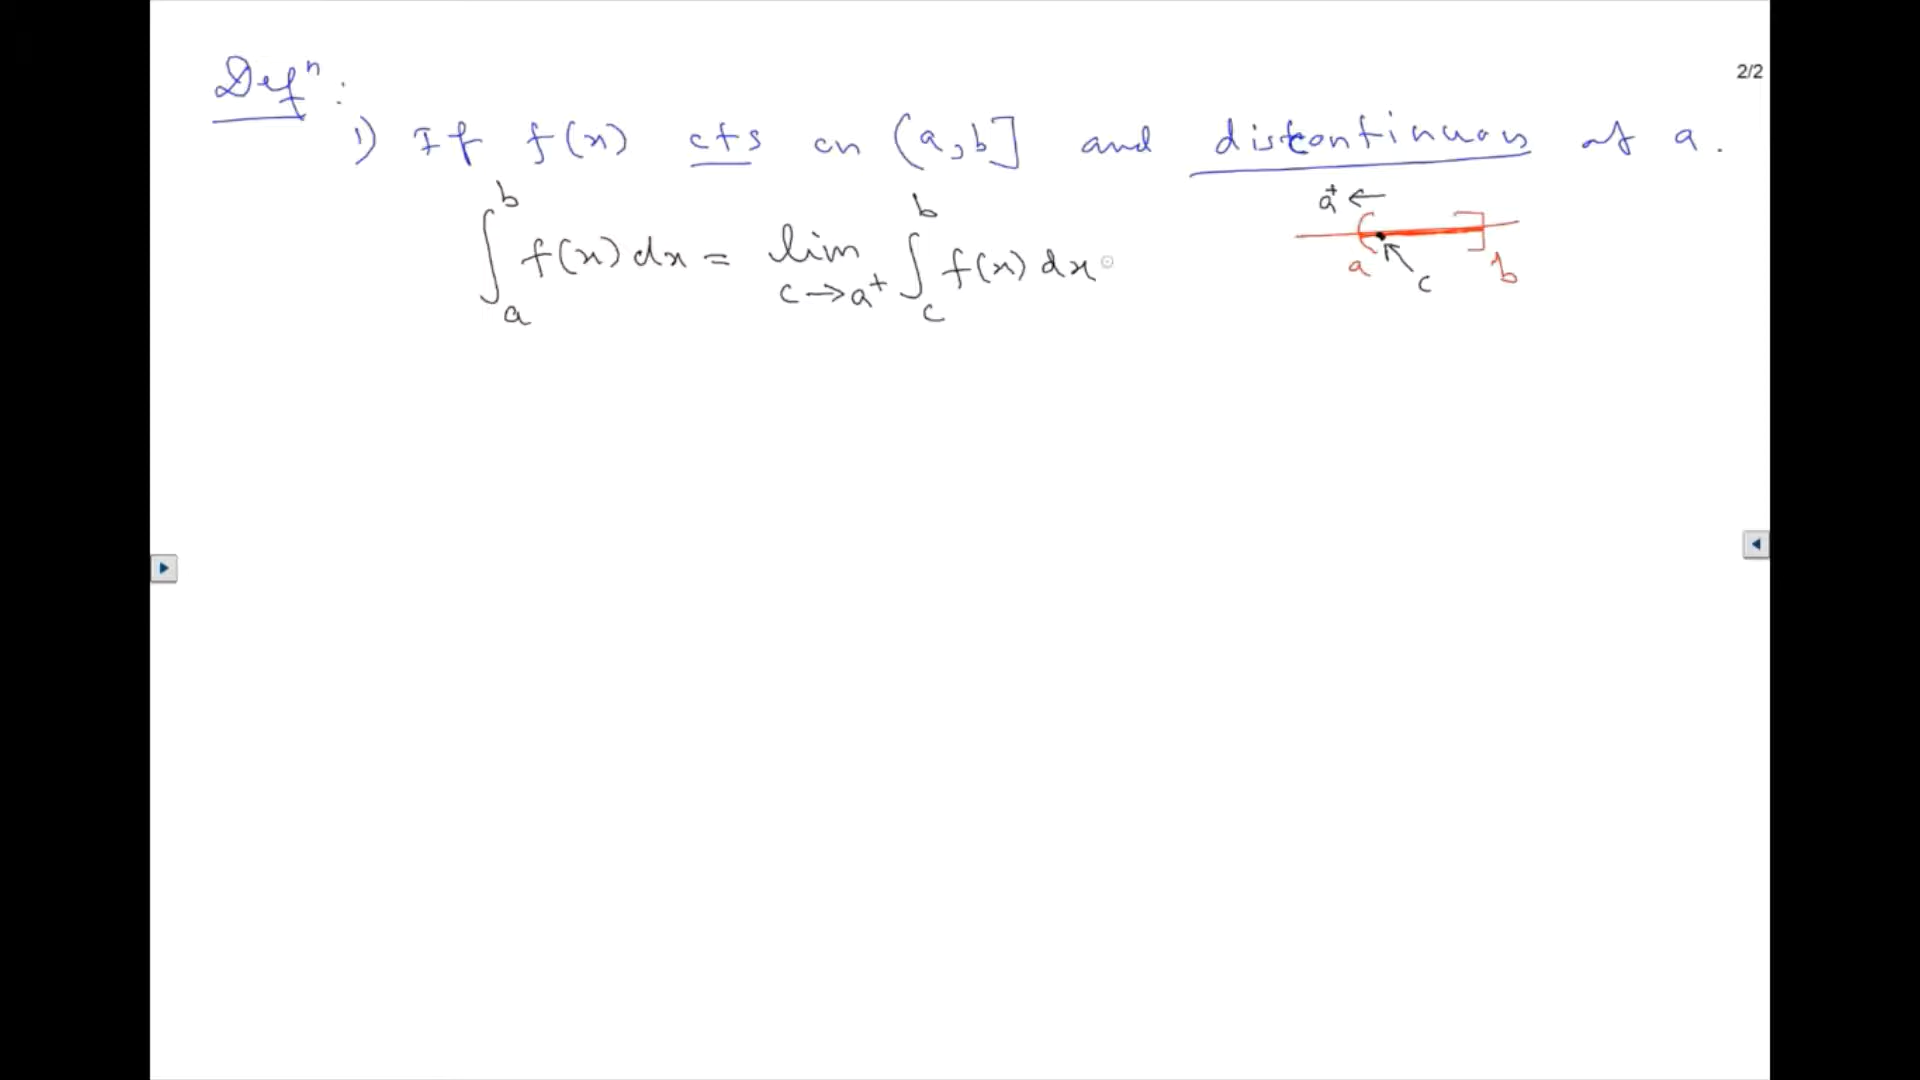 2/2
Defⁿ:
1) If f(x) cts on (a,b] and discontinuous at a.
∫_a^b f(x) dx = lim_{c→a⁺} ∫_c^b f(x) dx
a⁺ ←
a c b